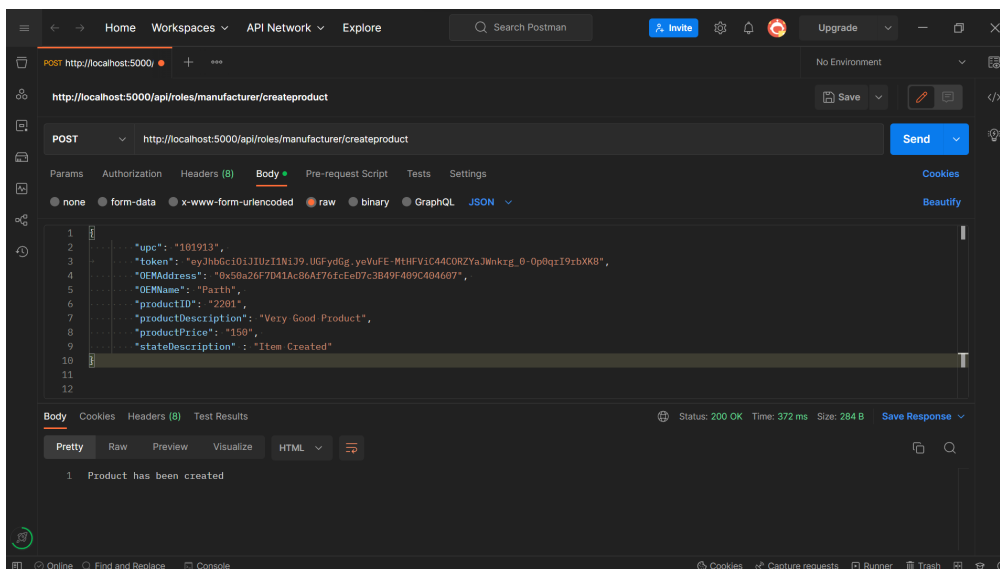 Home Workspaces API Network Explore Search Postman Invite Upgrade
POST http://localhost:5000/ No Environment
http://localhost:5000/api/roles/manufacturer/createproduct Save
POST http://localhost:5000/api/roles/manufacturer/createproduct Send
Params Authorization Headers (8) Body Pre-request Script Tests Settings Cookies
none form-data x-www-form-urlencoded raw binary GraphQL JSON Beautify
1 {
2 "upc": "101913",
3 "token": "eyJhbGciOiJIUzI1NiJ9.UGFydGg.yeVuFE-MtHFViC44CORZYaJWnkrg_0-Op0qrI9rbXK8",
4 "OEMAddress": "0x50a26F7D41Ac86Af76fcEeD7c3B49F409C404607",
5 "OEMName": "Parth",
6 "productID": "2201",
7 "productDescription": "Very Good Product",
8 "productPrice": "150",
9 "stateDescription" : "Item Created"
10 }
11
12
Body Cookies Headers (8) Test Results Status: 200 OK Time: 372 ms Size: 284 B Save Response
Pretty Raw Preview Visualize HTML
1 Product has been created
Online Find and Replace Console Cookies Capture requests Runner Trash